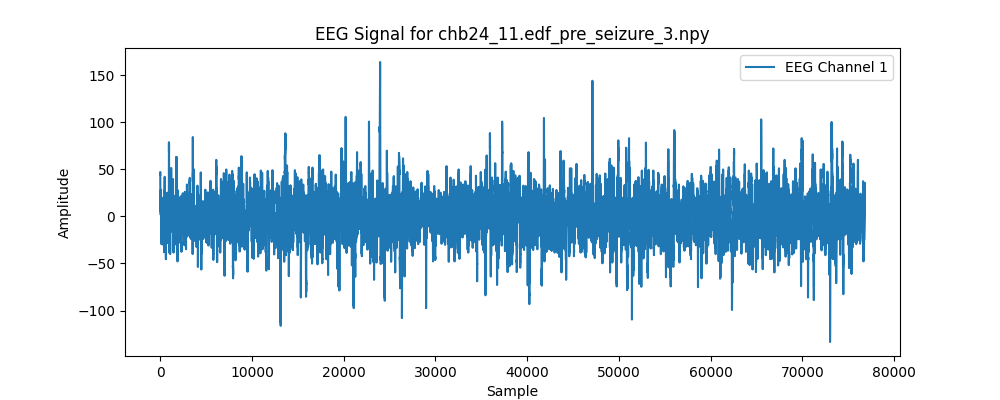 EEG Signal for chb24_11.edf_pre_seizure_3.npy
EEG Channel 1
Amplitude
150
100
50
0
−50
−100
0 10000 20000 30000 40000 50000 60000 70000 80000
Sample